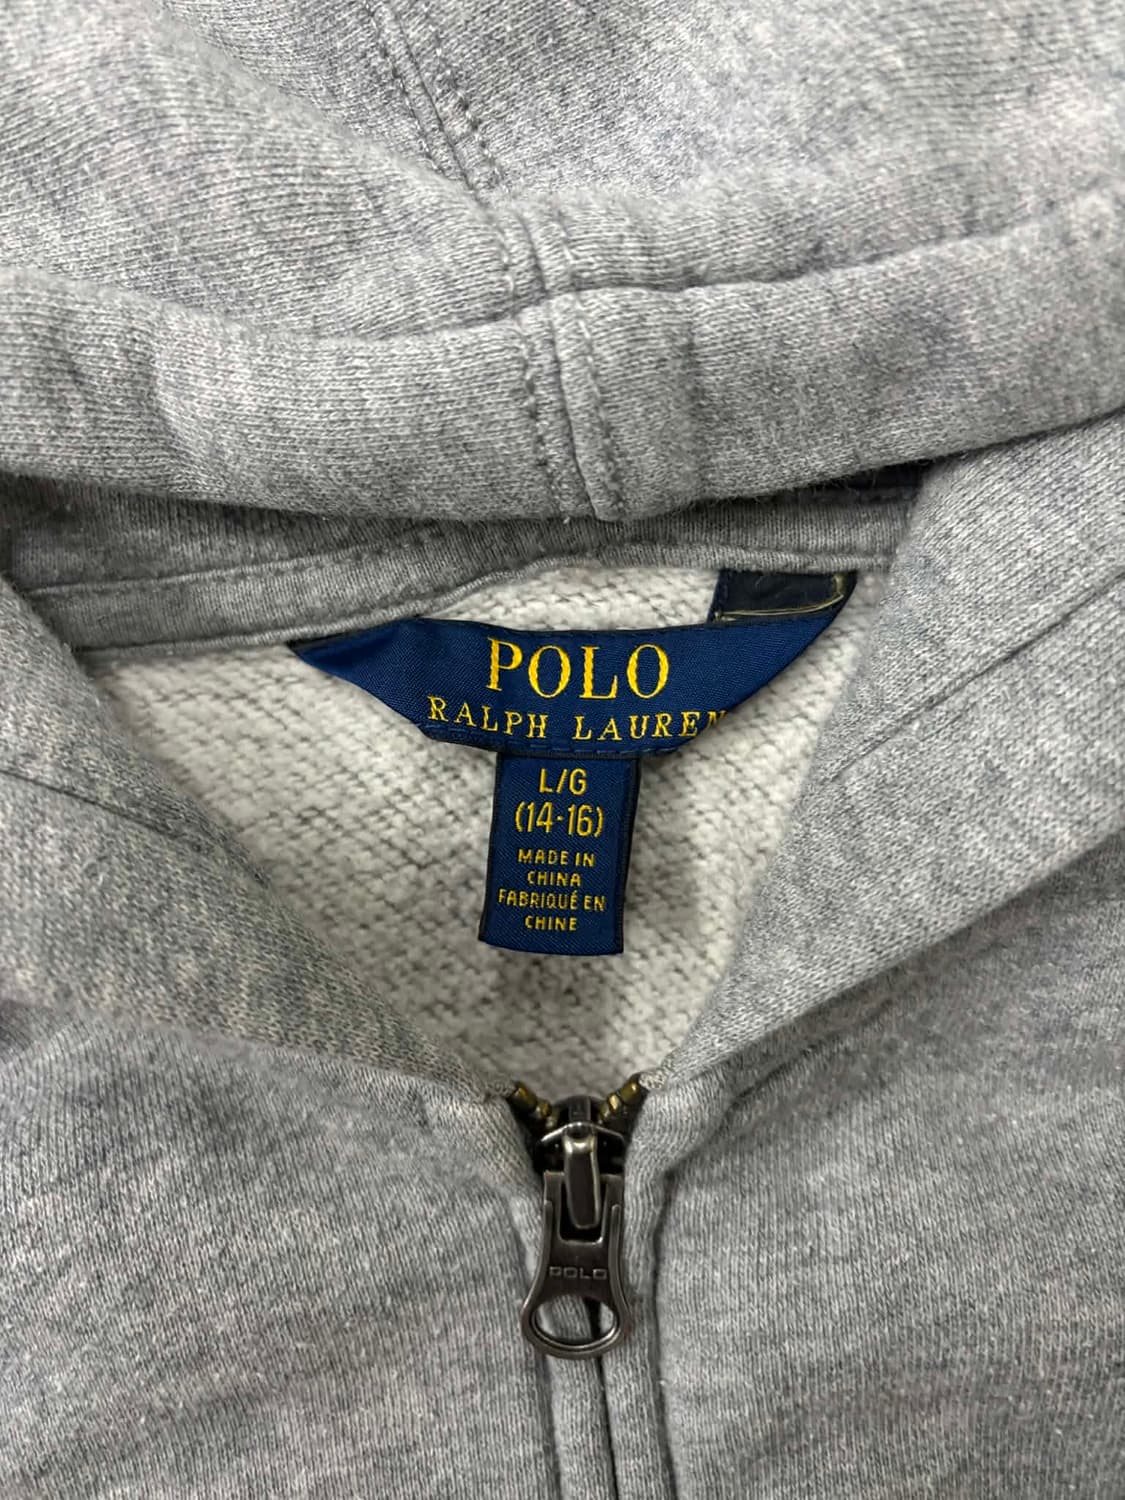 POLO
RALPH LAUREN
L/G
(14-16)
MADE IN
CHINA
FABRIQUÉ EN
CHINE
POLO